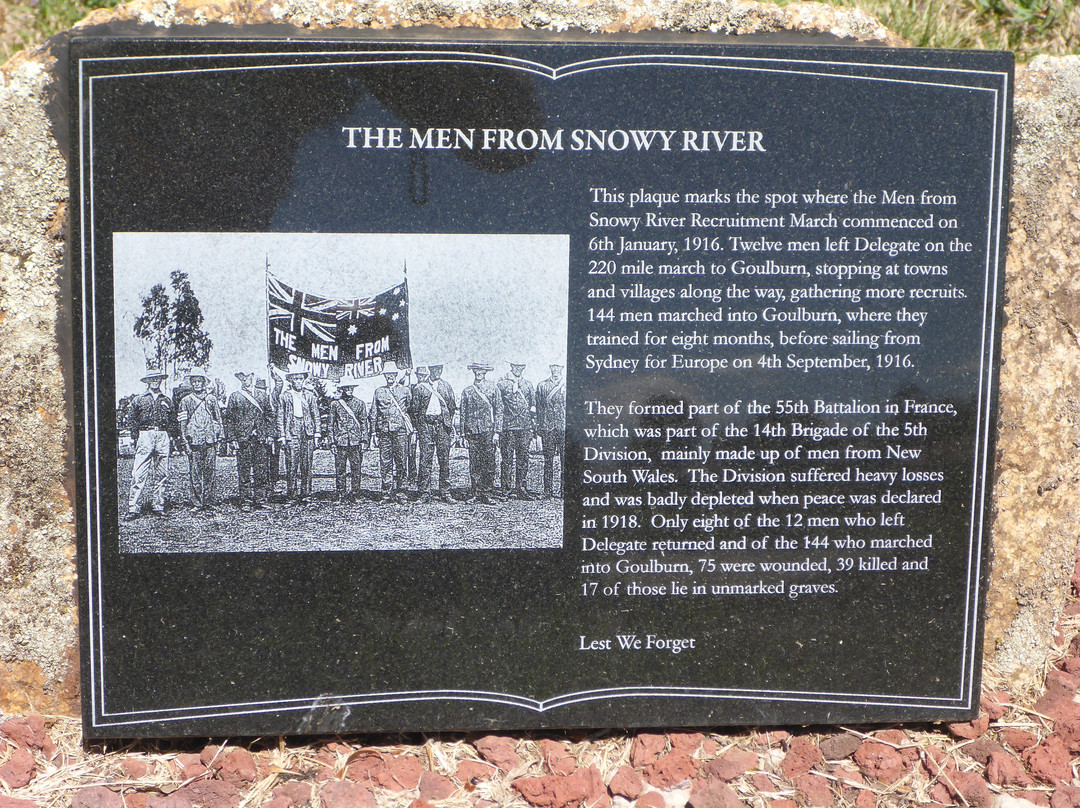 THE MEN FROM SNOWY RIVER
THE MEN FROM
SNOWY RIVER
This plaque marks the spot where the Men from
Snowy River Recruitment March commenced on
6th January, 1916. Twelve men left Delegate on the
220 mile march to Goulburn, stopping at towns
and villages along the way, gathering more recruits.
144 men marched into Goulburn, where they
trained for eight months, before sailing from
Sydney for Europe on 4th September, 1916.
They formed part of the 55th Battalion in France,
which was part of the 14th Brigade of the 5th
Division, mainly made up of men from New
South Wales. The Division suffered heavy losses
and was badly depleted when peace was declared
in 1918. Only eight of the 12 men who left
Delegate returned and of the 144 who marched
into Goulburn, 75 were wounded, 39 killed and
17 of those lie in unmarked graves.
Lest We Forget